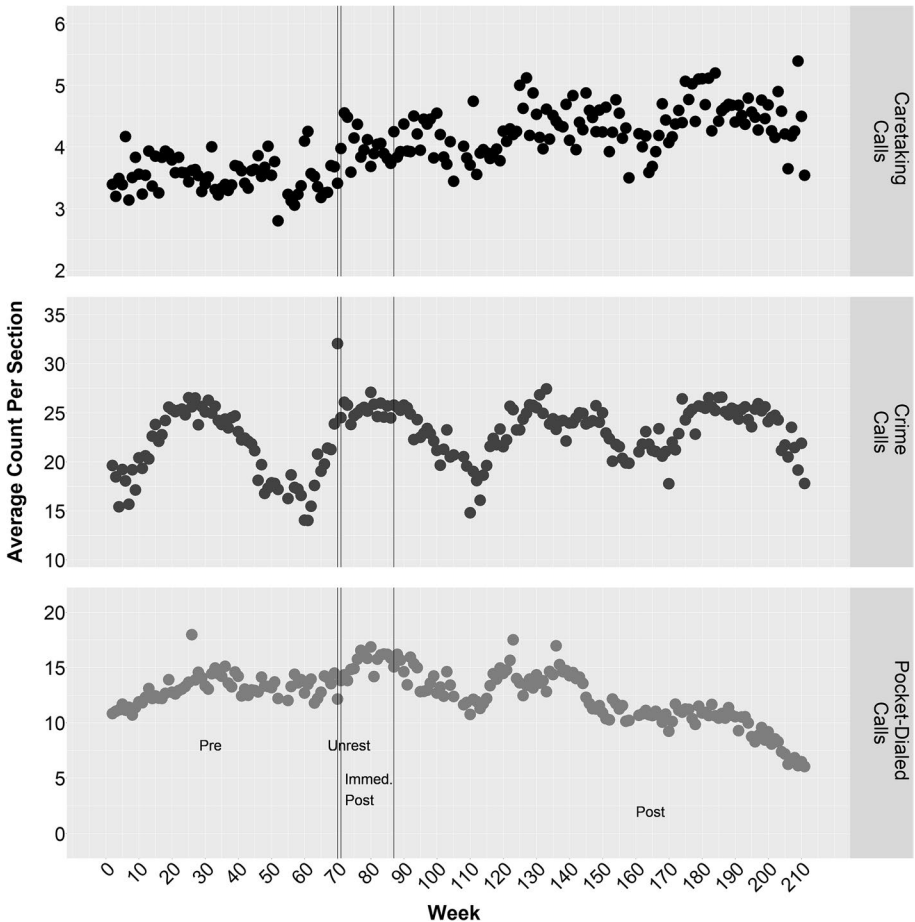 6
5
4
3
2
Caretaking
Calls
35
30
25
20
15
10
Crime
Calls
Average Count Per Section
20
15
10
5
0
Pocket-Dialed
Calls
Pre
Unrest
Immed.
Post
Post
0 10 20 30 40 50 60 70 80 90 100 110 120 130 140 150 160 170 180 190 200 210
Week